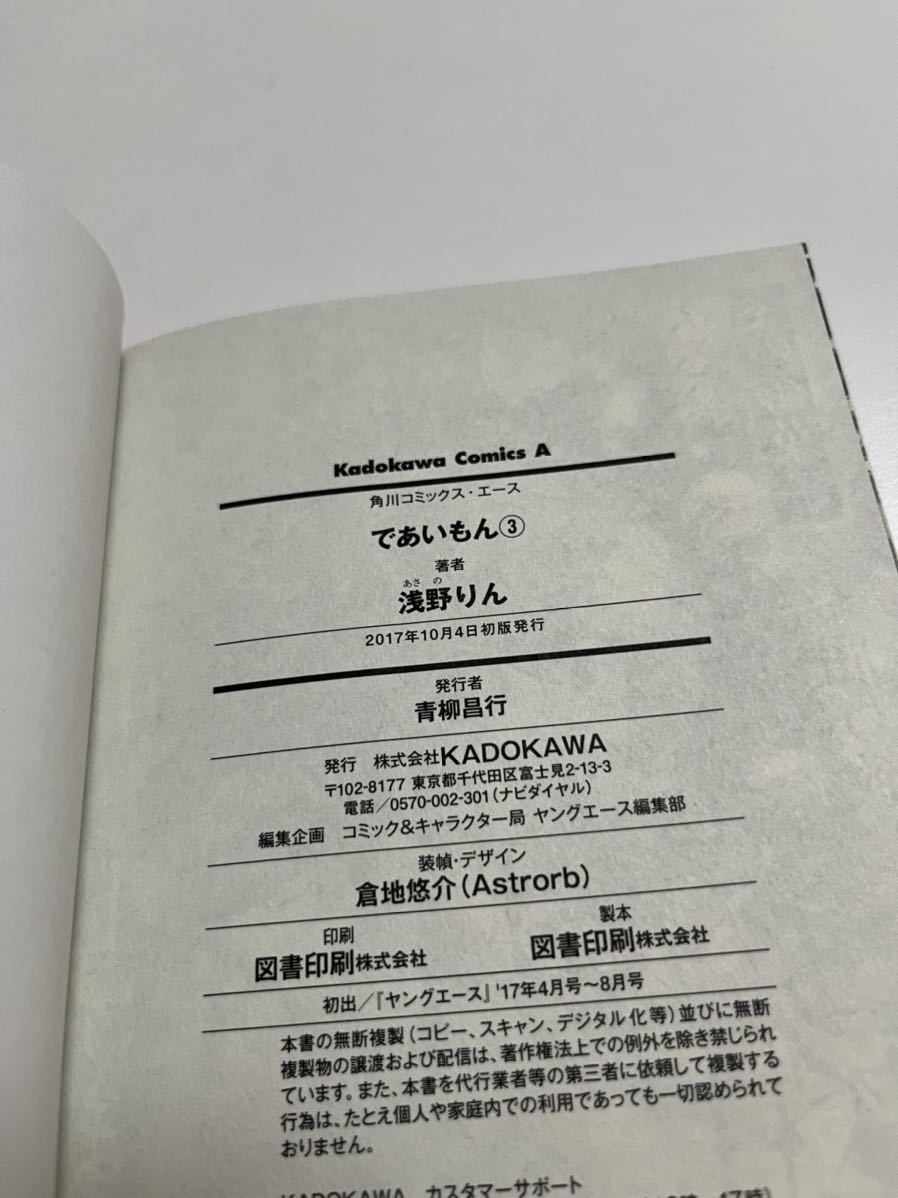 Kadokawa Comics A
角川コミックス・エース
であいもん③
著者
あさ の
浅野りん
2017年10月4日初版発行
発行者
青柳昌行
発行 株式会社KADOKAWA
〒102-8177 東京都千代田区富士見2-13-3
電話／0570-002-301（ナビダイヤル）
編集企画 コミック&キャラクター局 ヤングエース編集部
装幀・デザイン
倉地悠介（Astrorb）
印刷 製本
図書印刷株式会社 図書印刷株式会社
初出／『ヤングエース』'17年4月号〜8月号
本書の無断複製（コピー、スキャン、デジタル化等）並びに無断
複製物の譲渡および配信は、著作権法上での例外を除き禁じられ
ています。また、本書を代行業者等の第三者に依頼して複製する
行為は、たとえ個人や家庭内での利用であっても一切認められて
おりません。
KADOKAWA カスタマーサポート
17時）